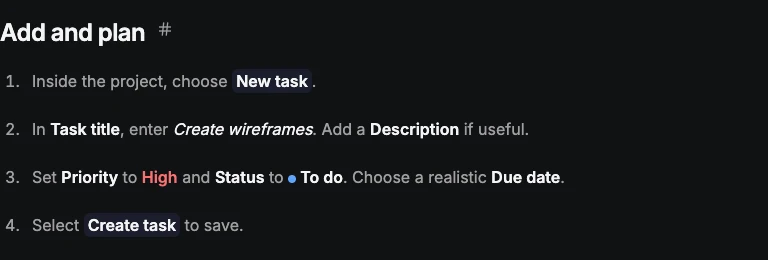 Add and plan #
1. Inside the project, choose New task.
2. In Task title, enter Create wireframes. Add a Description if useful.
3. Set Priority to High and Status to To do. Choose a realistic Due date.
4. Select Create task to save.